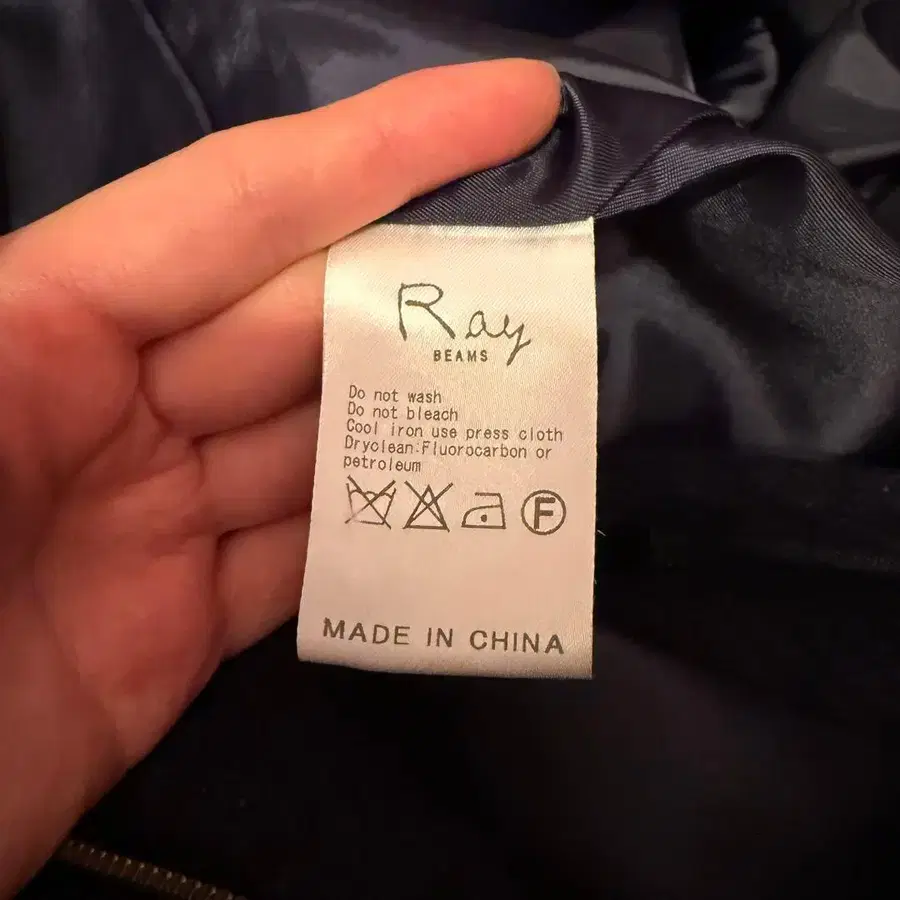 Ray
BEAMS
Do not wash
Do not bleach
Cool iron use press cloth
Dryclean:Fluorocarbon or
petroleum
F
MADE IN CHINA